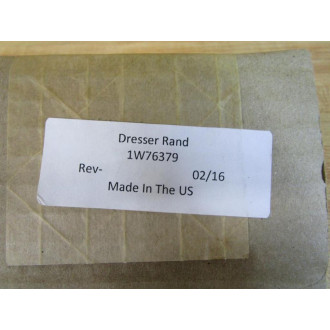 Dresser Rand
1W76379
Rev- 02/16
Made In The US